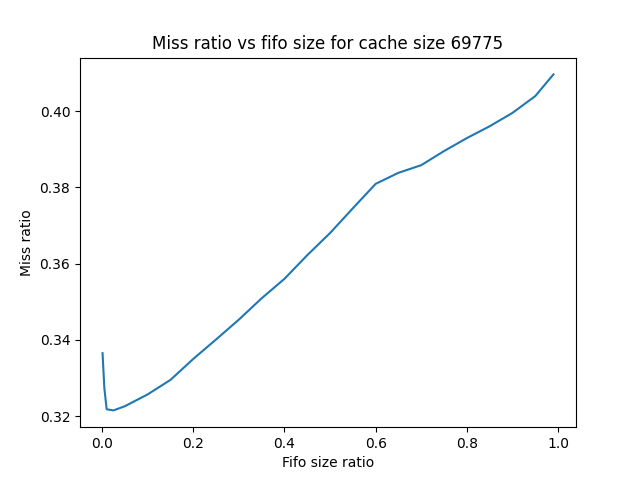 Miss ratio vs fifo size for cache size 69775
0.40
0.38
0.36
0.34
0.32
Miss ratio
0.0 0.2 0.4 0.6 0.8 1.0
Fifo size ratio